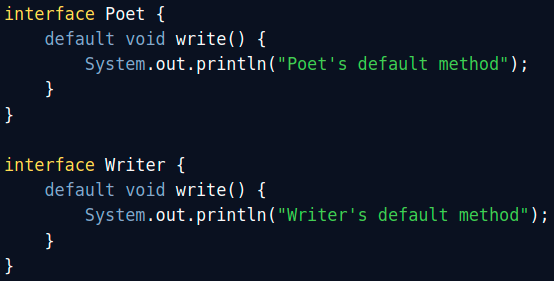 interface Poet {
    default void write() {
        System.out.println("Poet's default method");
    }
}

interface Writer {
    default void write() {
        System.out.println("Writer's default method");
    }
}